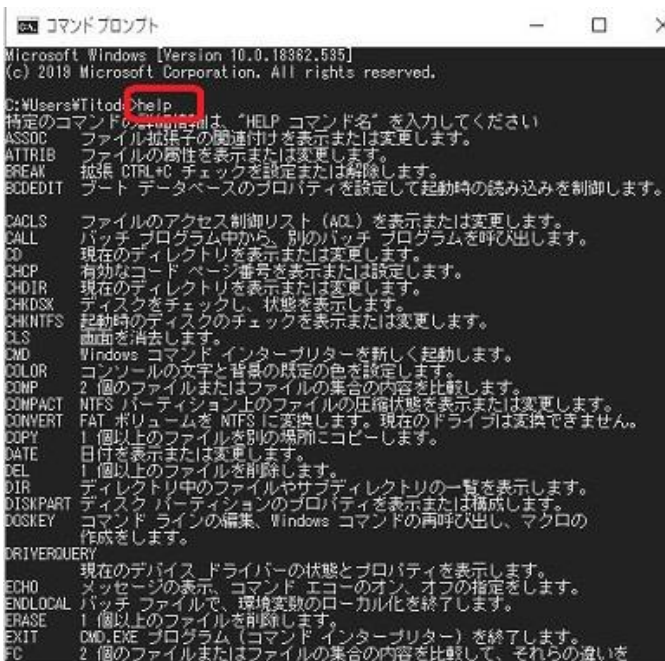 コマンド プロンプト
Microsoft Windows [Version 10.0.18362.535]
(c) 2019 Microsoft Corporation. All rights reserved.
C:¥Users¥Titod>help
特定のコマンドの詳細情報は、"HELP コマンド名" を入力してください
ASSOC ファイル拡張子の関連付けを表示または変更します。
ATTRIB ファイルの属性を表示または変更します。
BREAK 拡張 CTRL+C チェックを設定または解除します。
BCDEDIT ブート データベースのプロパティを設定して起動時の読み込みを制御します。
CACLS ファイルのアクセス制御リスト (ACL) を表示または変更します。
CALL バッチ プログラム中から、別のバッチ プログラムを呼び出します。
CD 現在のディレクトリを表示または変更します。
CHCP 有効なコード ページ番号を表示または設定します。
CHDIR 現在のディレクトリを表示または変更します。
CHKDSK ディスクをチェックし、状態を表示します。
CHKNTFS 起動時のディスクのチェックを表示または変更します。
CLS 画面を消去します。
CMD Windows コマンド インタープリターを新しく起動します。
COLOR コンソールの文字と背景の既定の色を設定します。
COMP 2 個のファイルまたはファイルの集合の内容を比較します。
COMPACT NTFS パーティション上のファイルの圧縮状態を表示または変更します。
CONVERT FAT ボリュームを NTFS に変換します。現在のドライブは変換できません。
COPY 1 個以上のファイルを別の場所にコピーします。
DATE 日付を表示または変更します。
DEL 1 個以上のファイルを削除します。
DIR ディレクトリ中のファイルやサブディレクトリの一覧を表示します。
DISKPART ディスク パーティションのプロパティを表示または構成します。
DOSKEY コマンド ラインの編集、Windows コマンドの再呼び出し、マクロの
作成をします。
DRIVERQUERY
現在のデバイス ドライバーの状態とプロパティを表示します。
ECHO メッセージの表示、コマンド エコーのオン、オフの指定をします。
ENDLOCAL バッチ ファイルで、環境変数のローカル化を終了します。
ERASE 1 個以上のファイルを削除します。
EXIT CMD.EXE プログラム (コマンド インタープリター) を終了します。
FC 2 個のファイルまたはファイルの集合の内容を比較して、それらの違いを